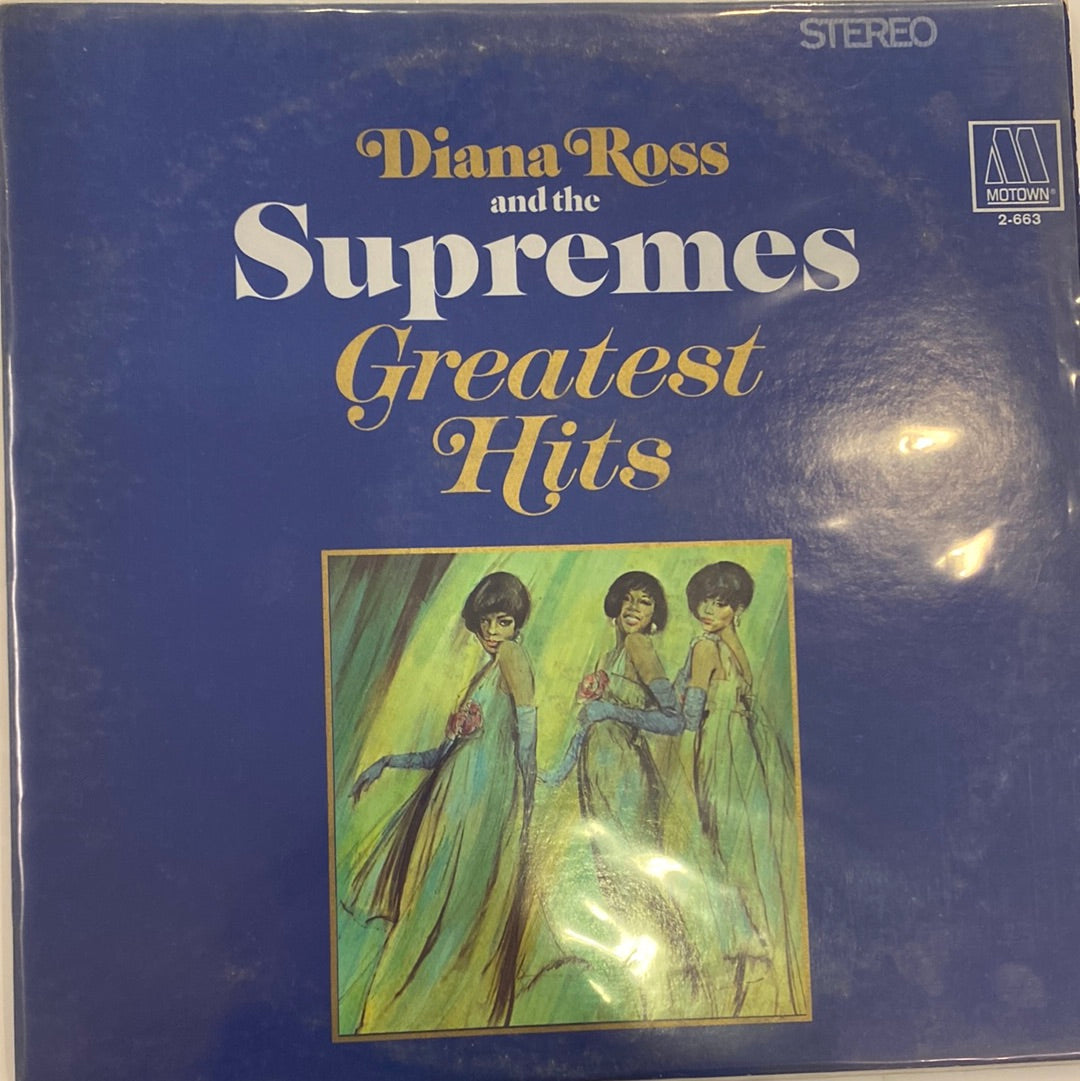 STEREO
Diana Ross
and the
Supremes
Greatest
Hits
MOTOWN®
2-663